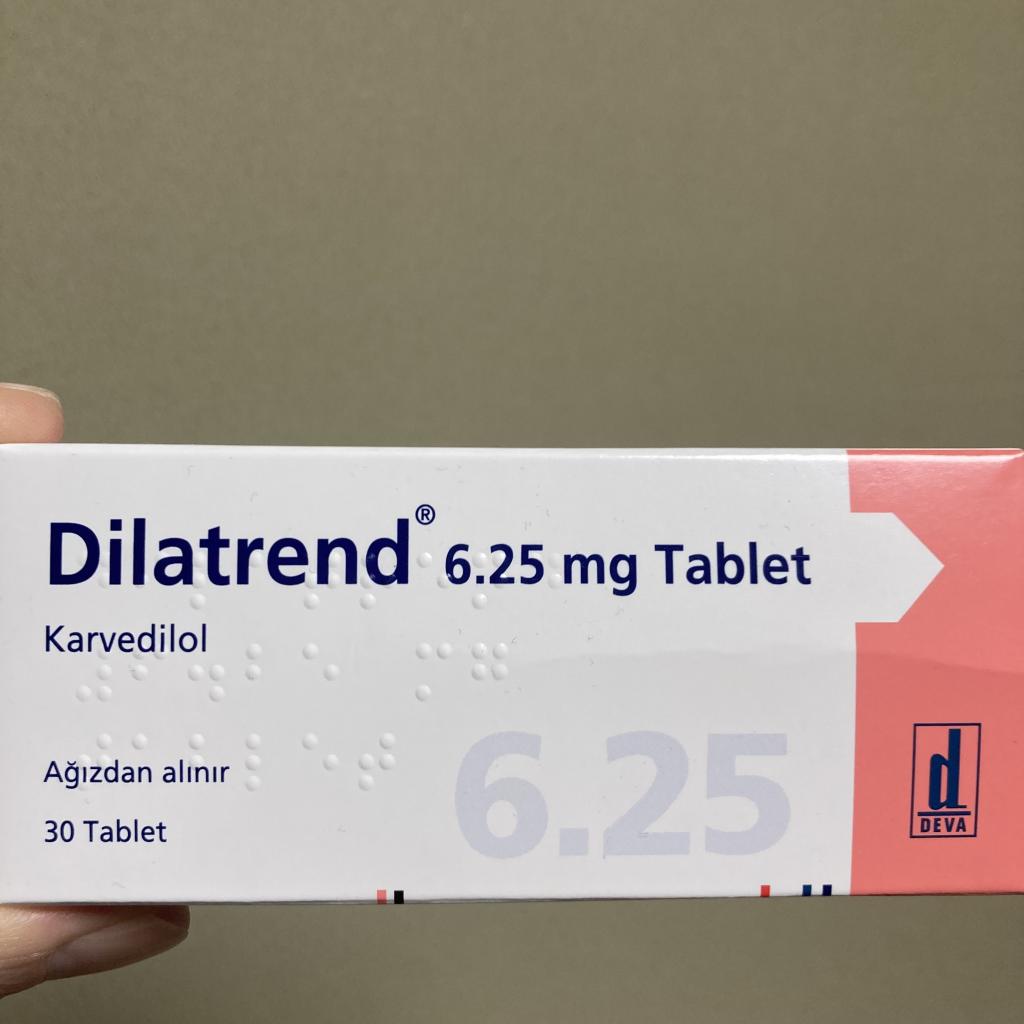 Dilatrend® 6.25 mg Tablet
Karvedilol
Ağızdan alınır
30 Tablet
6.25
d
DEVA